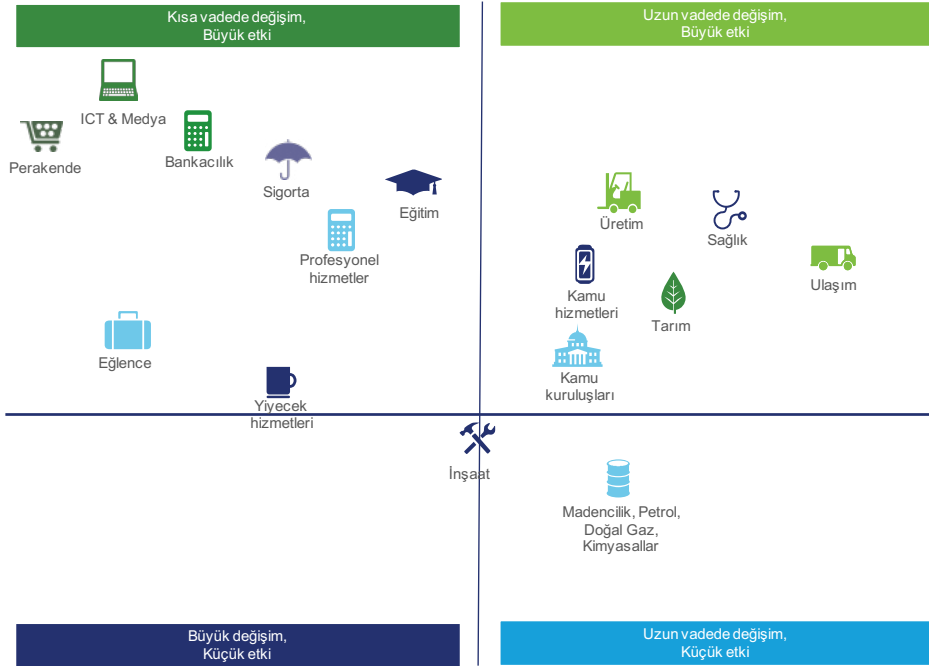 Kısa vadede değişim,
Büyük etki
Uzun vadede değişim,
Büyük etki
ICT & Medya
Perakende
Bankacılık
Sigorta
Eğitim
Profesyonel
hizmetler
Eğlence
Yiyecek
hizmetleri
Üretim
Sağlık
Ulaşım
Kamu
hizmetleri
Tarım
Kamu
kuruluşları
İnşaat
Madencilik, Petrol,
Doğal Gaz,
Kimyasallar
Büyük değişim,
Küçük etki
Uzun vadede değişim,
Küçük etki